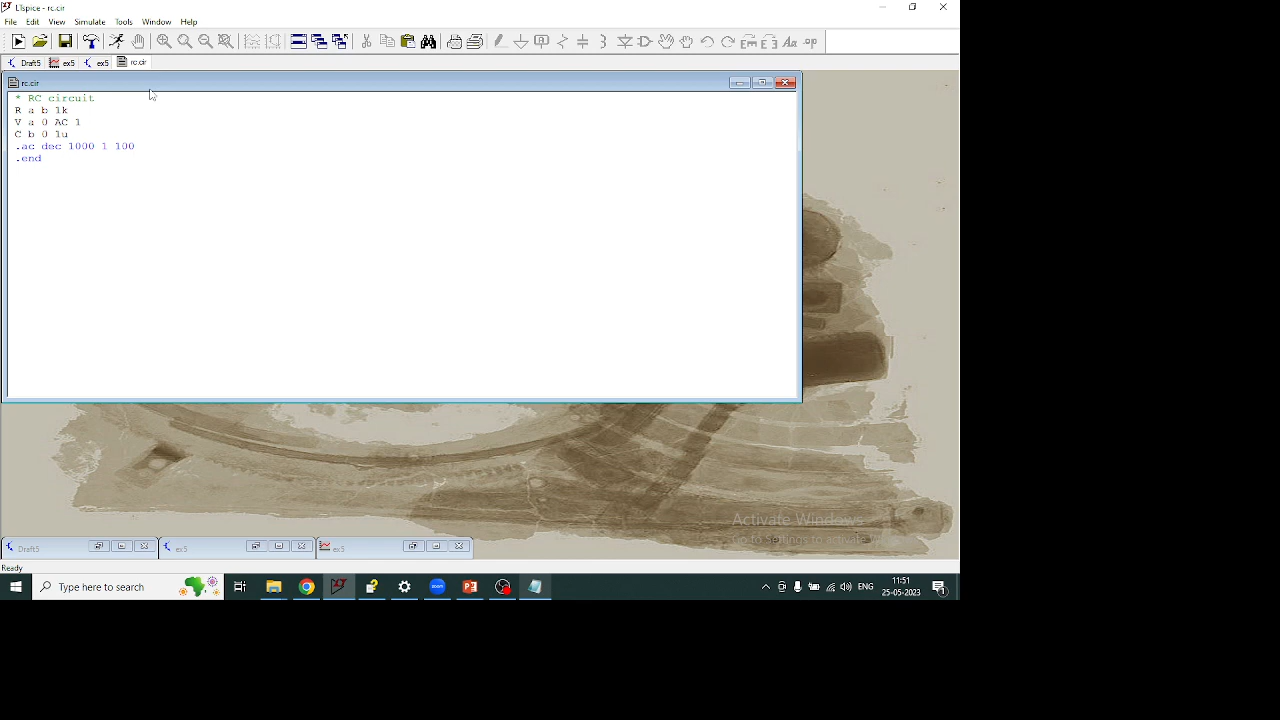 LTspice - rc.cir
File Edit View Simulate Tools Window Help
Draft5 ex5 ex5 rc.cir
rc.cir
* RC circuit
R a b 1k
V a 0 AC 1
C b 0 1u
.ac dec 1000 1 100
.end
Activate Windows
Go to Settings to activate
Draft5 ex5 ex5
Ready
Type here to search
ENG
11:51
25-05-2023